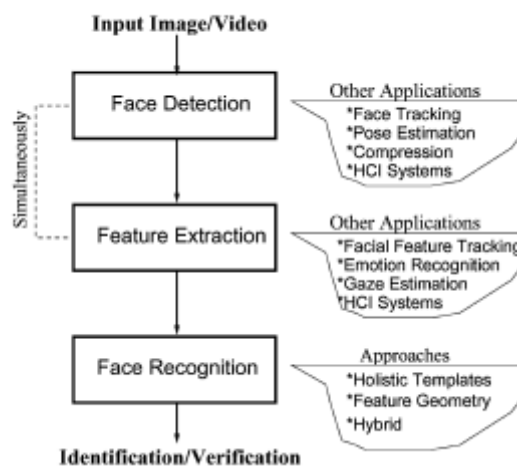 Input Image/Video
Face Detection
Other Applications
*Face Tracking
*Pose Estimation
*Compression
*HCI Systems
Simultaneously
Feature Extraction
Other Applications
*Facial Feature Tracking
*Emotion Recognition
*Gaze Estimation
*HCI Systems
Face Recognition
Approaches
*Holistic Templates
*Feature Geometry
*Hybrid
Identification/Verification